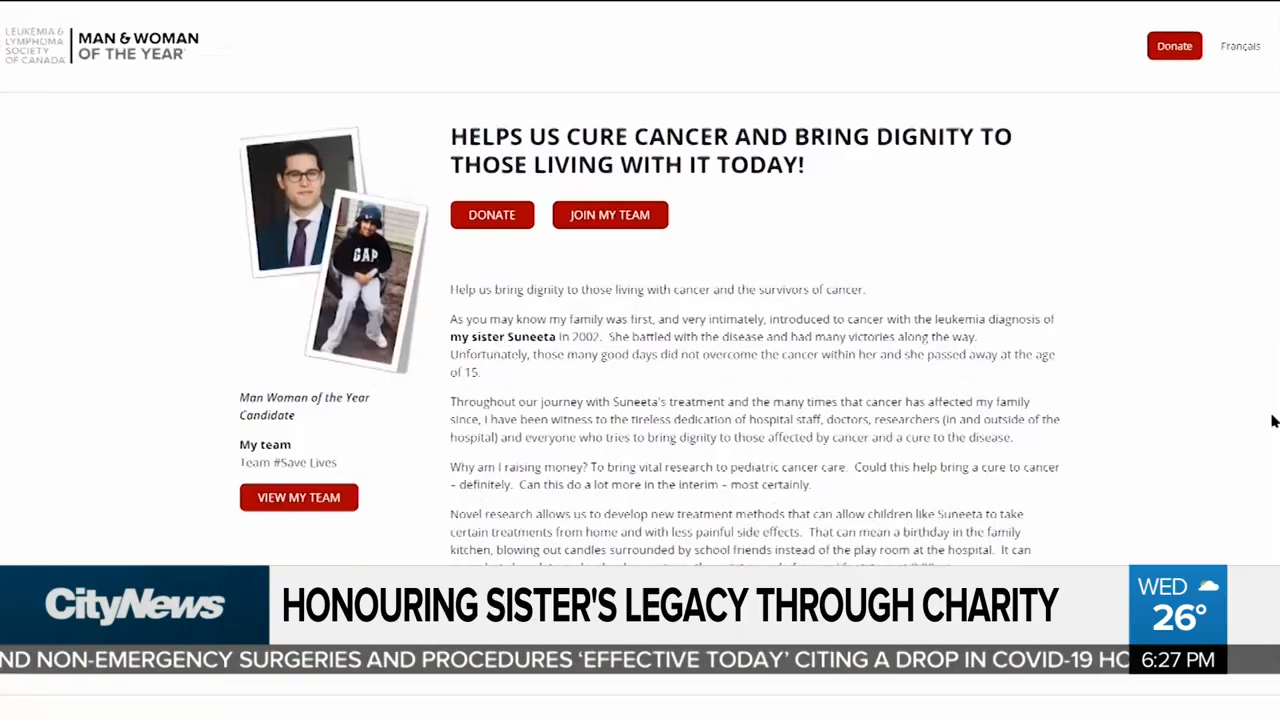 LEUKEMIA &
LYMPHOMA
SOCIETY
OF CANADA
MAN & WOMAN
OF THE YEAR
Donate
Français
HELPS US CURE CANCER AND BRING DIGNITY TO
THOSE LIVING WITH IT TODAY!
DONATE
JOIN MY TEAM
GAP
Help us bring dignity to those living with cancer and the survivors of cancer.
As you may know my family was first, and very intimately, introduced to cancer with the leukemia diagnosis of
my sister Suneeta in 2002. She battled with the disease and had many victories along the way.
Unfortunately, those many good days did not overcome the cancer within her and she passed away at the age
of 15.
Man Woman of the Year
Candidate
My team
Team #Save Lives
VIEW MY TEAM
Throughout our journey with Suneeta's treatment and the many times that cancer has affected my family
since, I have been witness to the tireless dedication of hospital staff, doctors, researchers (in and outside of the
hospital) and everyone who tries to bring dignity to those affected by cancer and a cure to the disease.
Why am I raising money? To bring vital research to pediatric cancer care. Could this help bring a cure to cancer
– definitely. Can this do a lot more in the interim – most certainly.
Novel research allows us to develop new treatment methods that can allow children like Suneeta to take
certain treatments from home and with less painful side effects. That can mean a birthday in the family
kitchen, blowing out candles surrounded by school friends instead of the play room at the hospital. It can
CityNews
HONOURING SISTER'S LEGACY THROUGH CHARITY
WED
26°
ND NON-EMERGENCY SURGERIES AND PROCEDURES 'EFFECTIVE TODAY' CITING A DROP IN COVID-19 HO
6:27 PM